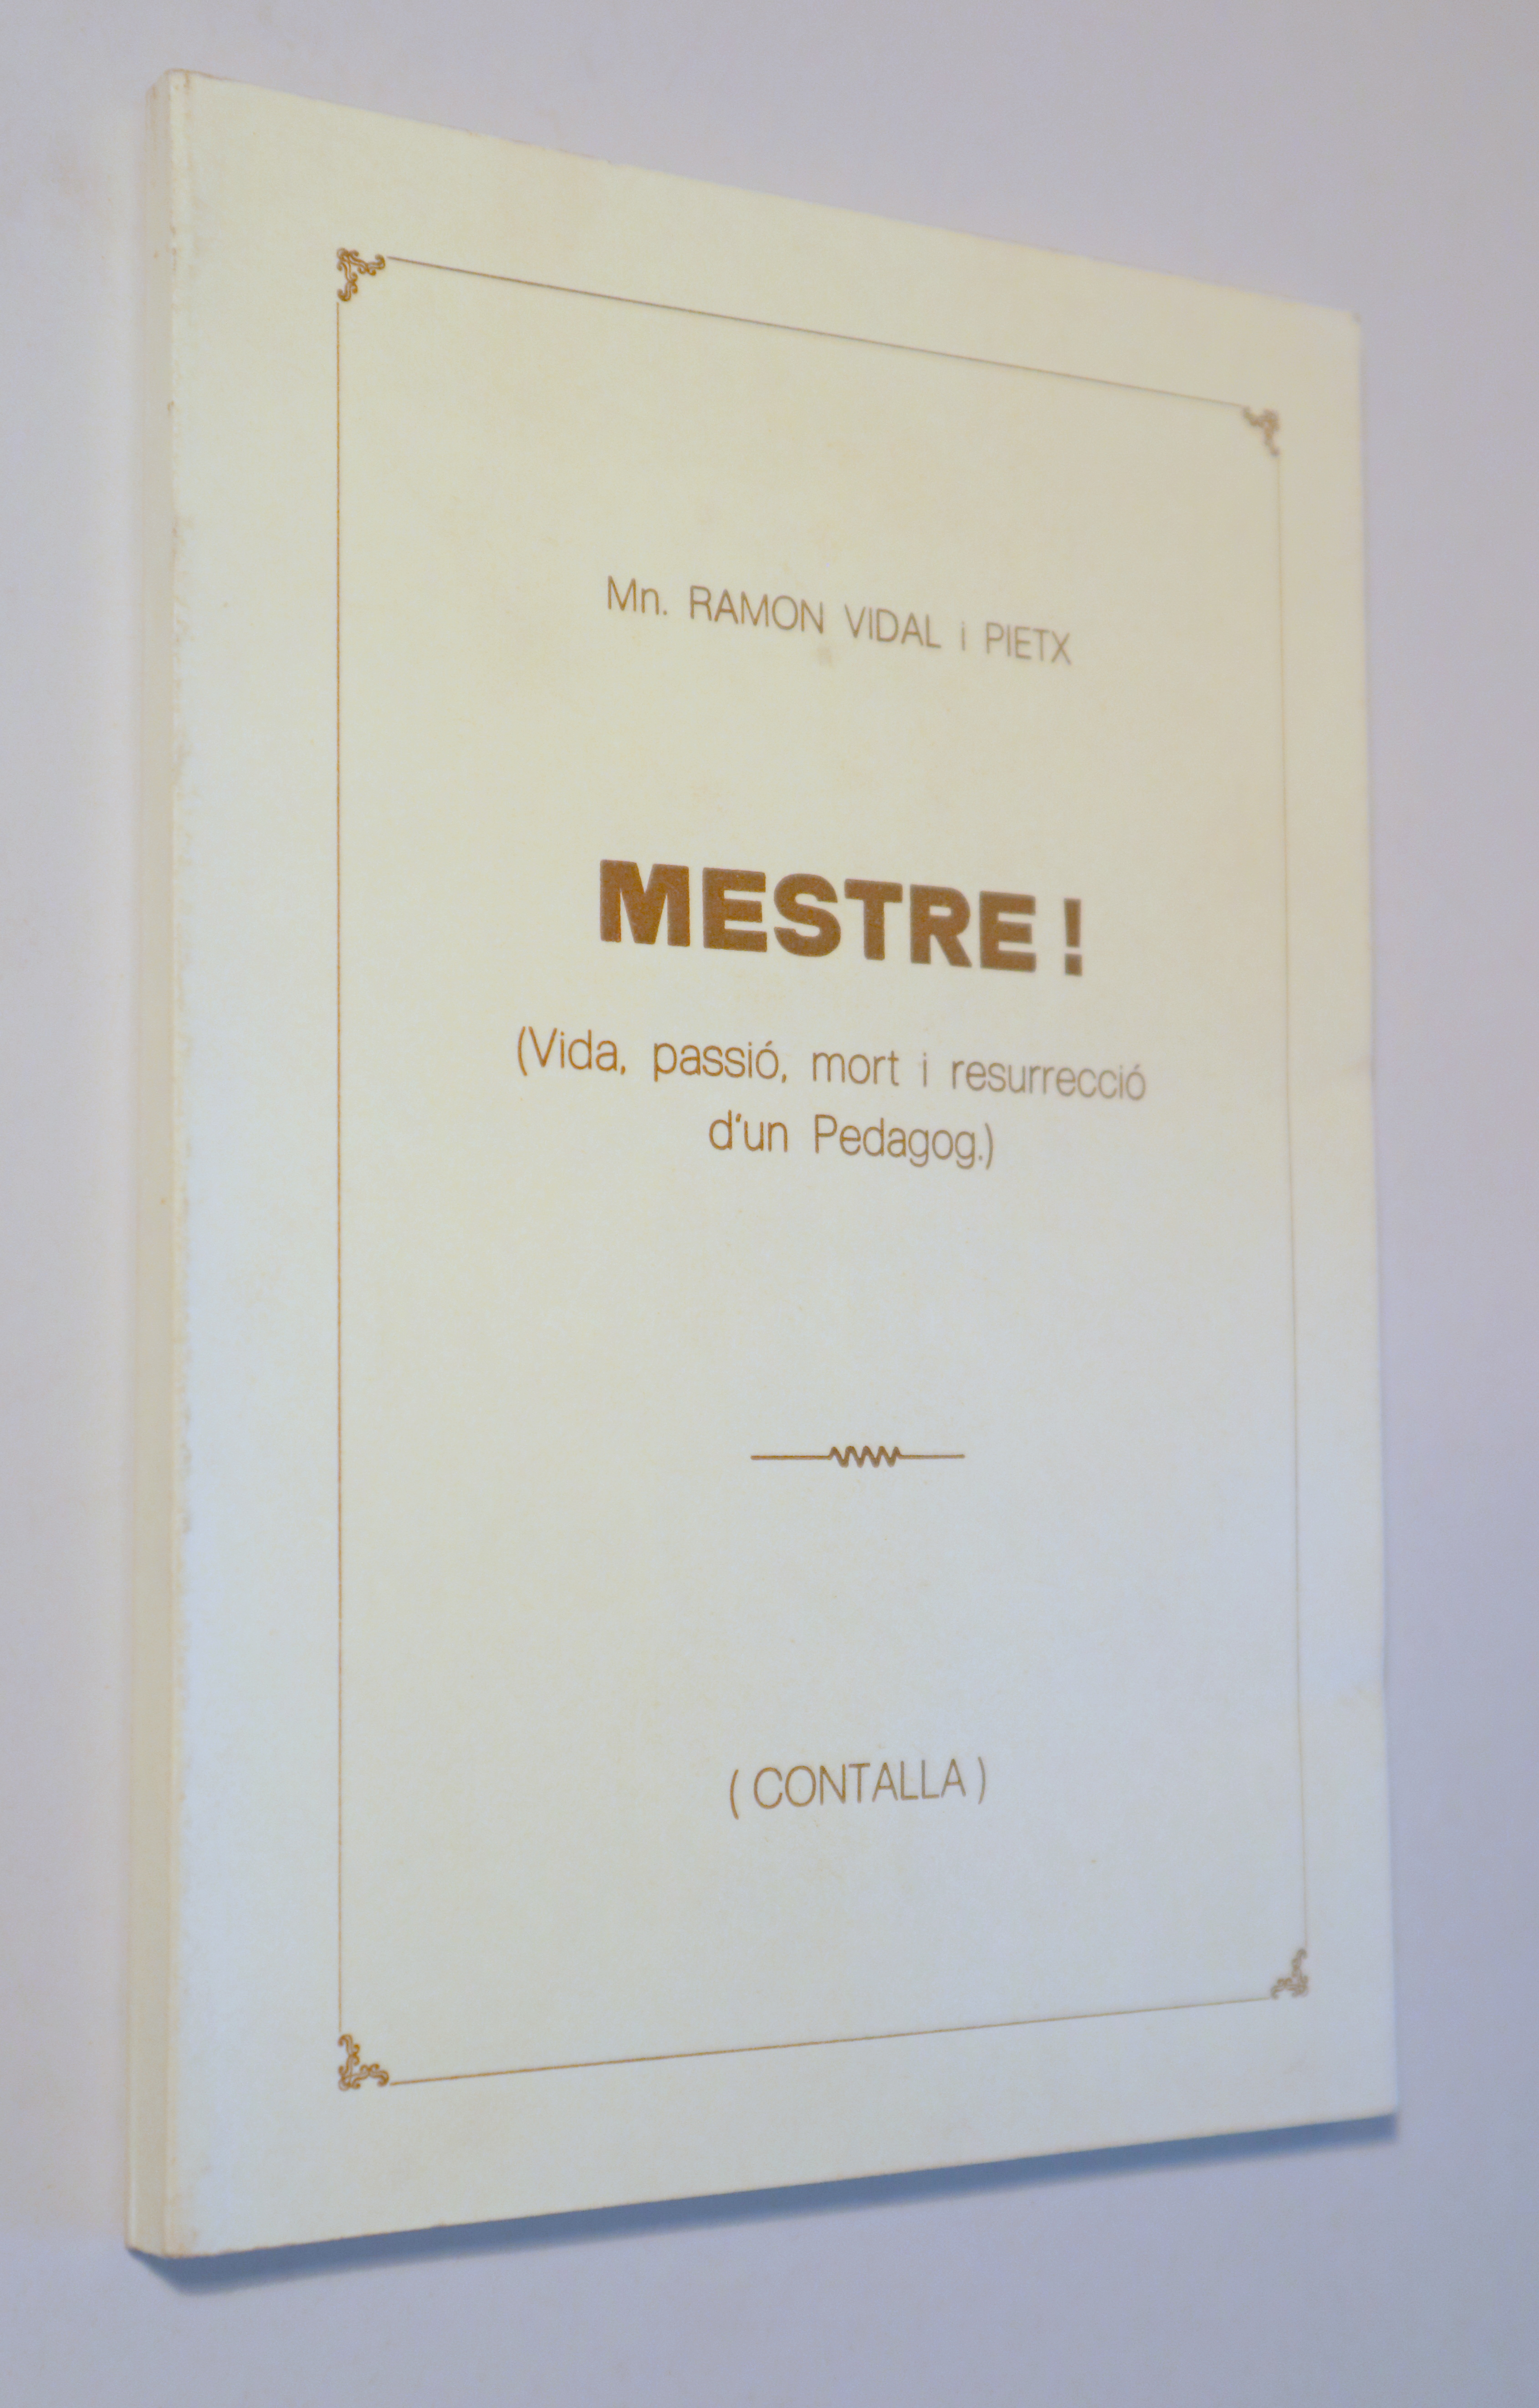 Mn. RAMON VIDAL i PIETX
MESTRE !
(Vida, passió, mort i resurrecció
d'un Pedagog.)
( CONTALLA )